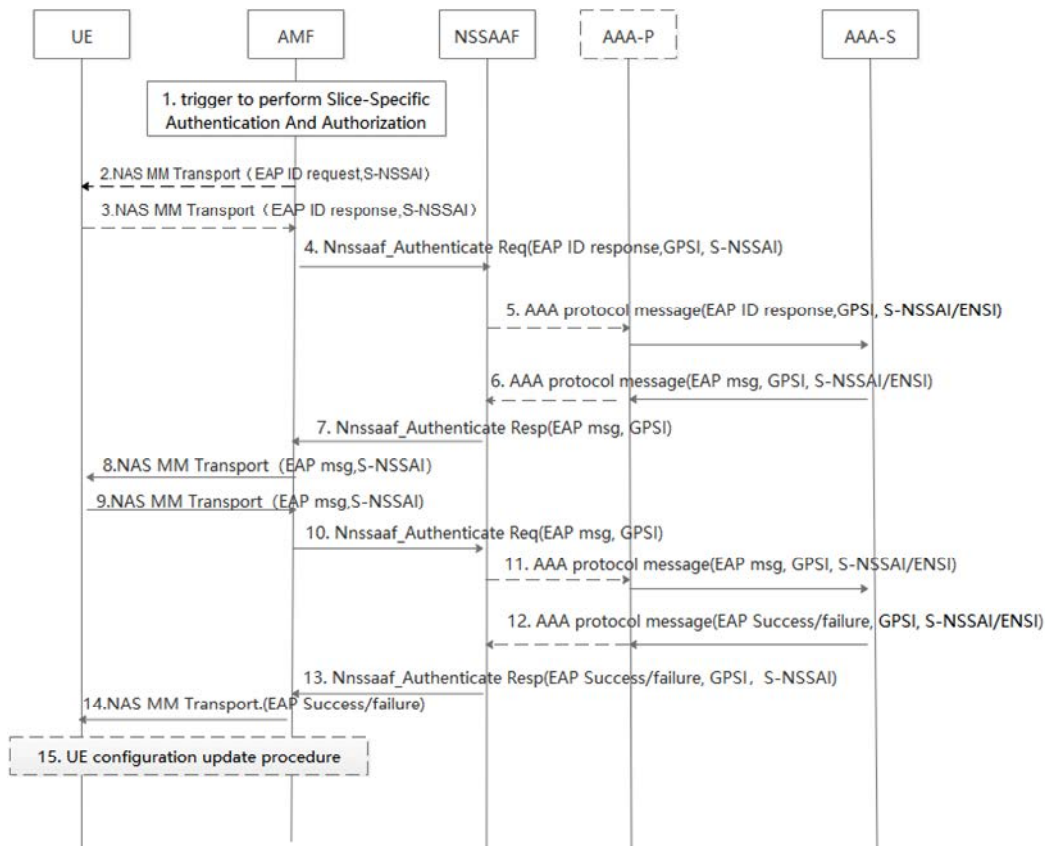 UE
AMF
NSSAAF
AAA-P
AAA-S
1. trigger to perform Slice-Specific
Authentication And Authorization
2.NAS MM Transport（EAP ID request,S-NSSAI）
3.NAS MM Transport（EAP ID response,S-NSSAI）
4. Nnssaaf_Authenticate Req(EAP ID response,GPSI, S-NSSAI)
5. AAA protocol message(EAP ID response,GPSI, S-NSSAI/ENSI)
6. AAA protocol message(EAP msg, GPSI, S-NSSAI/ENSI)
7. Nnssaaf_Authenticate Resp(EAP msg, GPSI)
8.NAS MM Transport（EAP msg,S-NSSAI）
9.NAS MM Transport（EAP msg,S-NSSAI）
10. Nnssaaf_Authenticate Req(EAP msg, GPSI)
11. AAA protocol message(EAP msg, GPSI, S-NSSAI/ENSI)
12. AAA protocol message(EAP Success/failure, GPSI, S-NSSAI/ENSI)
13. Nnssaaf_Authenticate Resp(EAP Success/failure, GPSI，S-NSSAI)
14.NAS MM Transport.(EAP Success/failure)
15. UE configuration update procedure